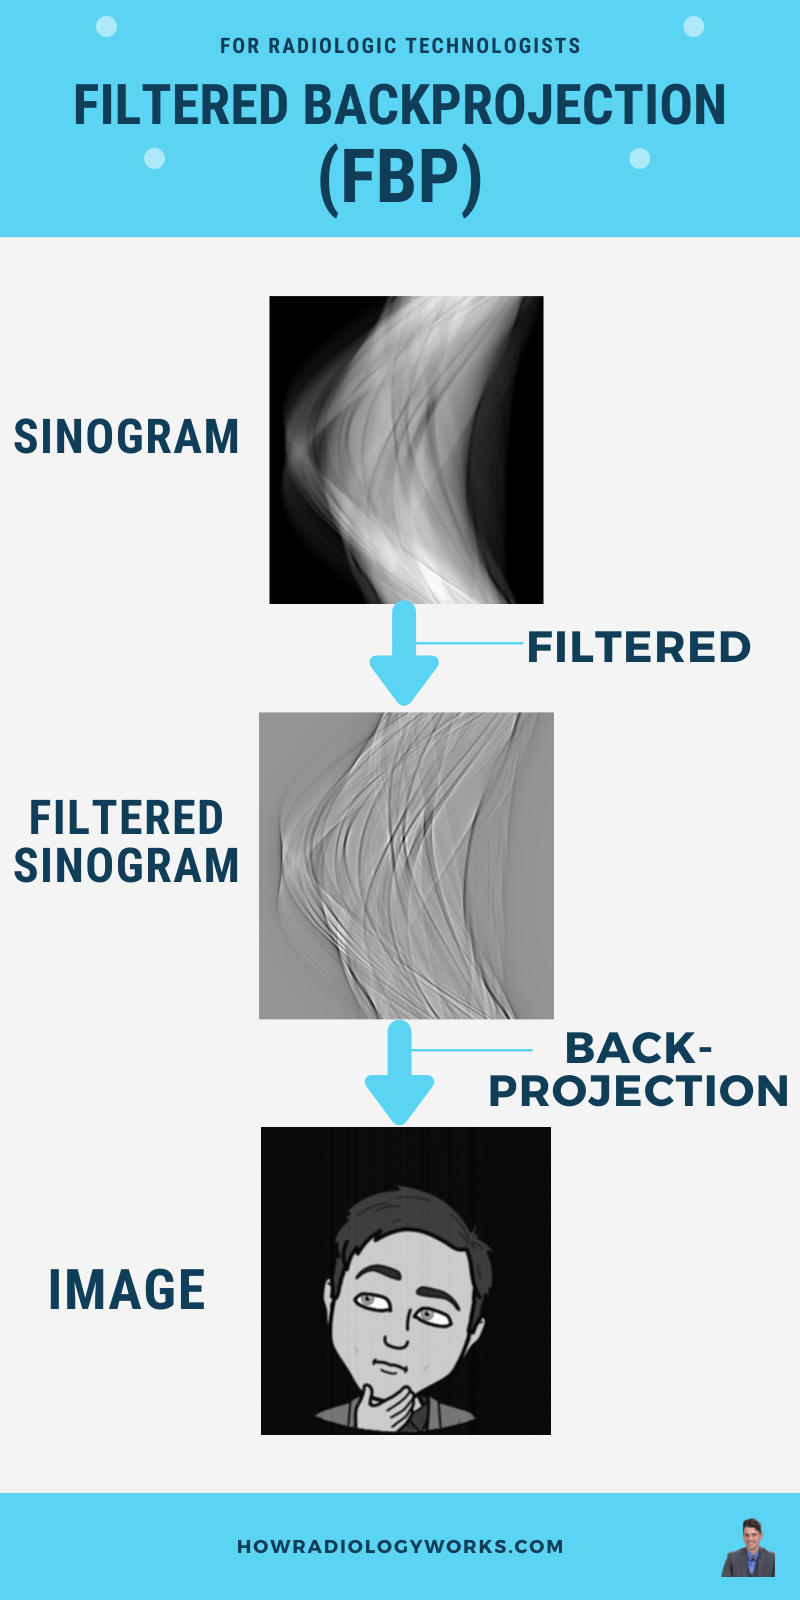 FOR RADIOLOGIC TECHNOLOGISTS
FILTERED BACKPROJECTION
(FBP)
SINOGRAM
FILTERED
FILTERED
SINOGRAM
BACK-
PROJECTION
IMAGE
HOWRADIOLOGYWORKS.COM